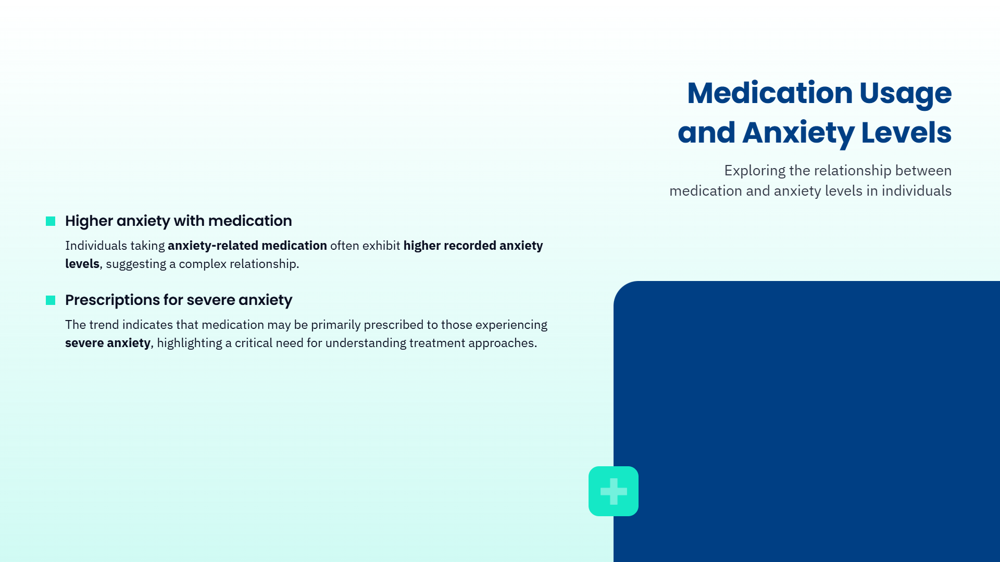 Medication Usage
and Anxiety Levels
Exploring the relationship between
medication and anxiety levels in individuals
Higher anxiety with medication
Individuals taking anxiety-related medication often exhibit higher recorded anxiety
levels, suggesting a complex relationship.
Prescriptions for severe anxiety
The trend indicates that medication may be primarily prescribed to those experiencing
severe anxiety, highlighting a critical need for understanding treatment approaches.